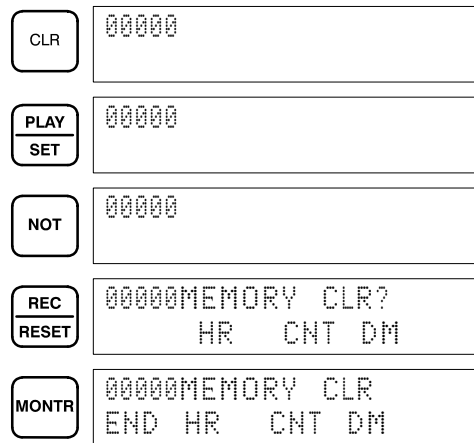 CLR
00000
PLAY
SET
00000
NOT
00000
REC
RESET
00000MEMORY CLR?
HR CNT DM
MONTR
00000MEMORY CLR
END HR CNT DM